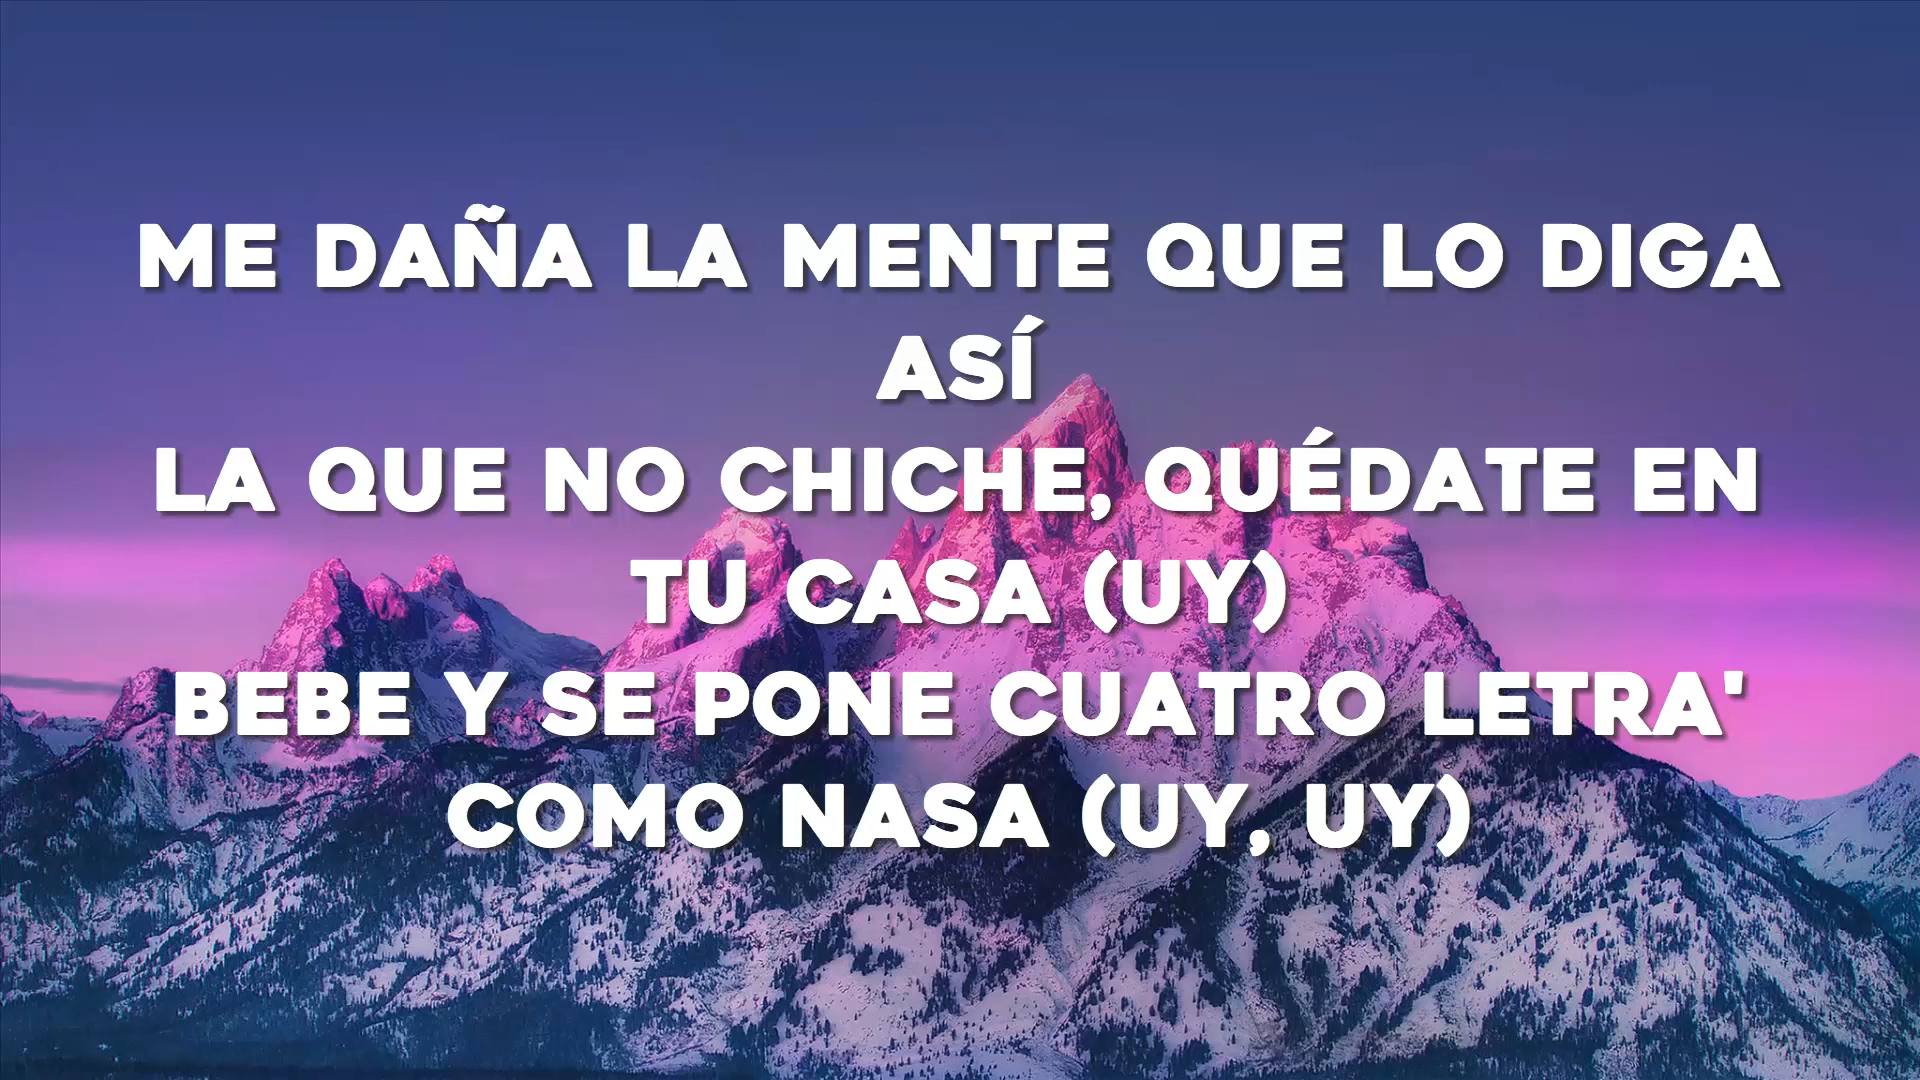 ME DAÑA LA MENTE QUE LO DIGA
ASÍ
LA QUE NO CHICHE, QUÉDATE EN
TU CASA (UY)
BEBE Y SE PONE CUATRO LETRA'
COMO NASA (UY, UY)